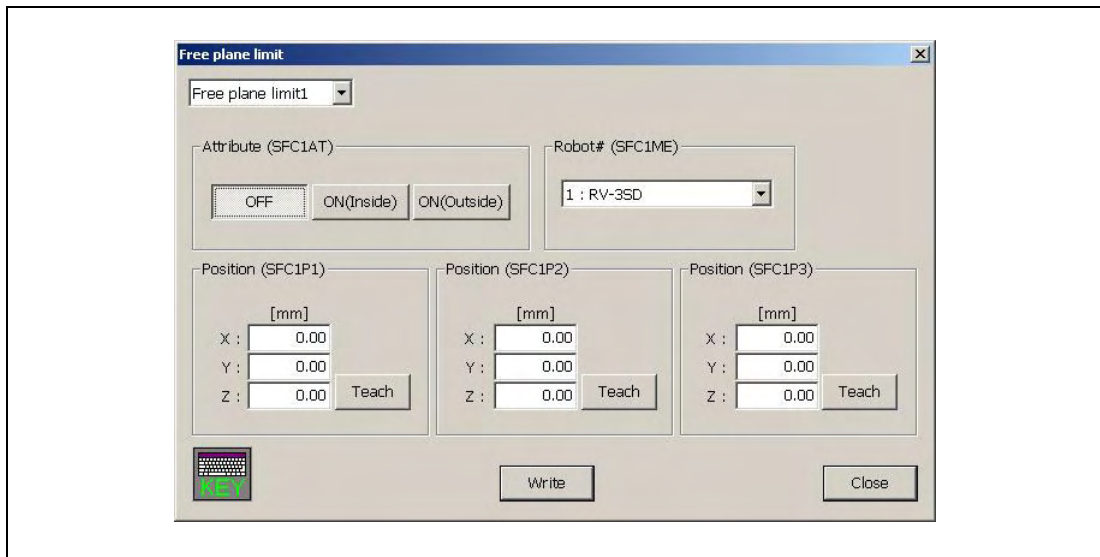 Free plane limit
Free plane limit1
Attribute (SFC1AT)
OFF ON(Inside) ON(Outside)
Robot# (SFC1ME)
1 : RV-3SD
Position (SFC1P1)
[mm]
X : 0.00
Y : 0.00
Z : 0.00
Teach
Position (SFC1P2)
[mm]
X : 0.00
Y : 0.00
Z : 0.00
Teach
Position (SFC1P3)
[mm]
X : 0.00
Y : 0.00
Z : 0.00
Teach
KEY
Write
Close